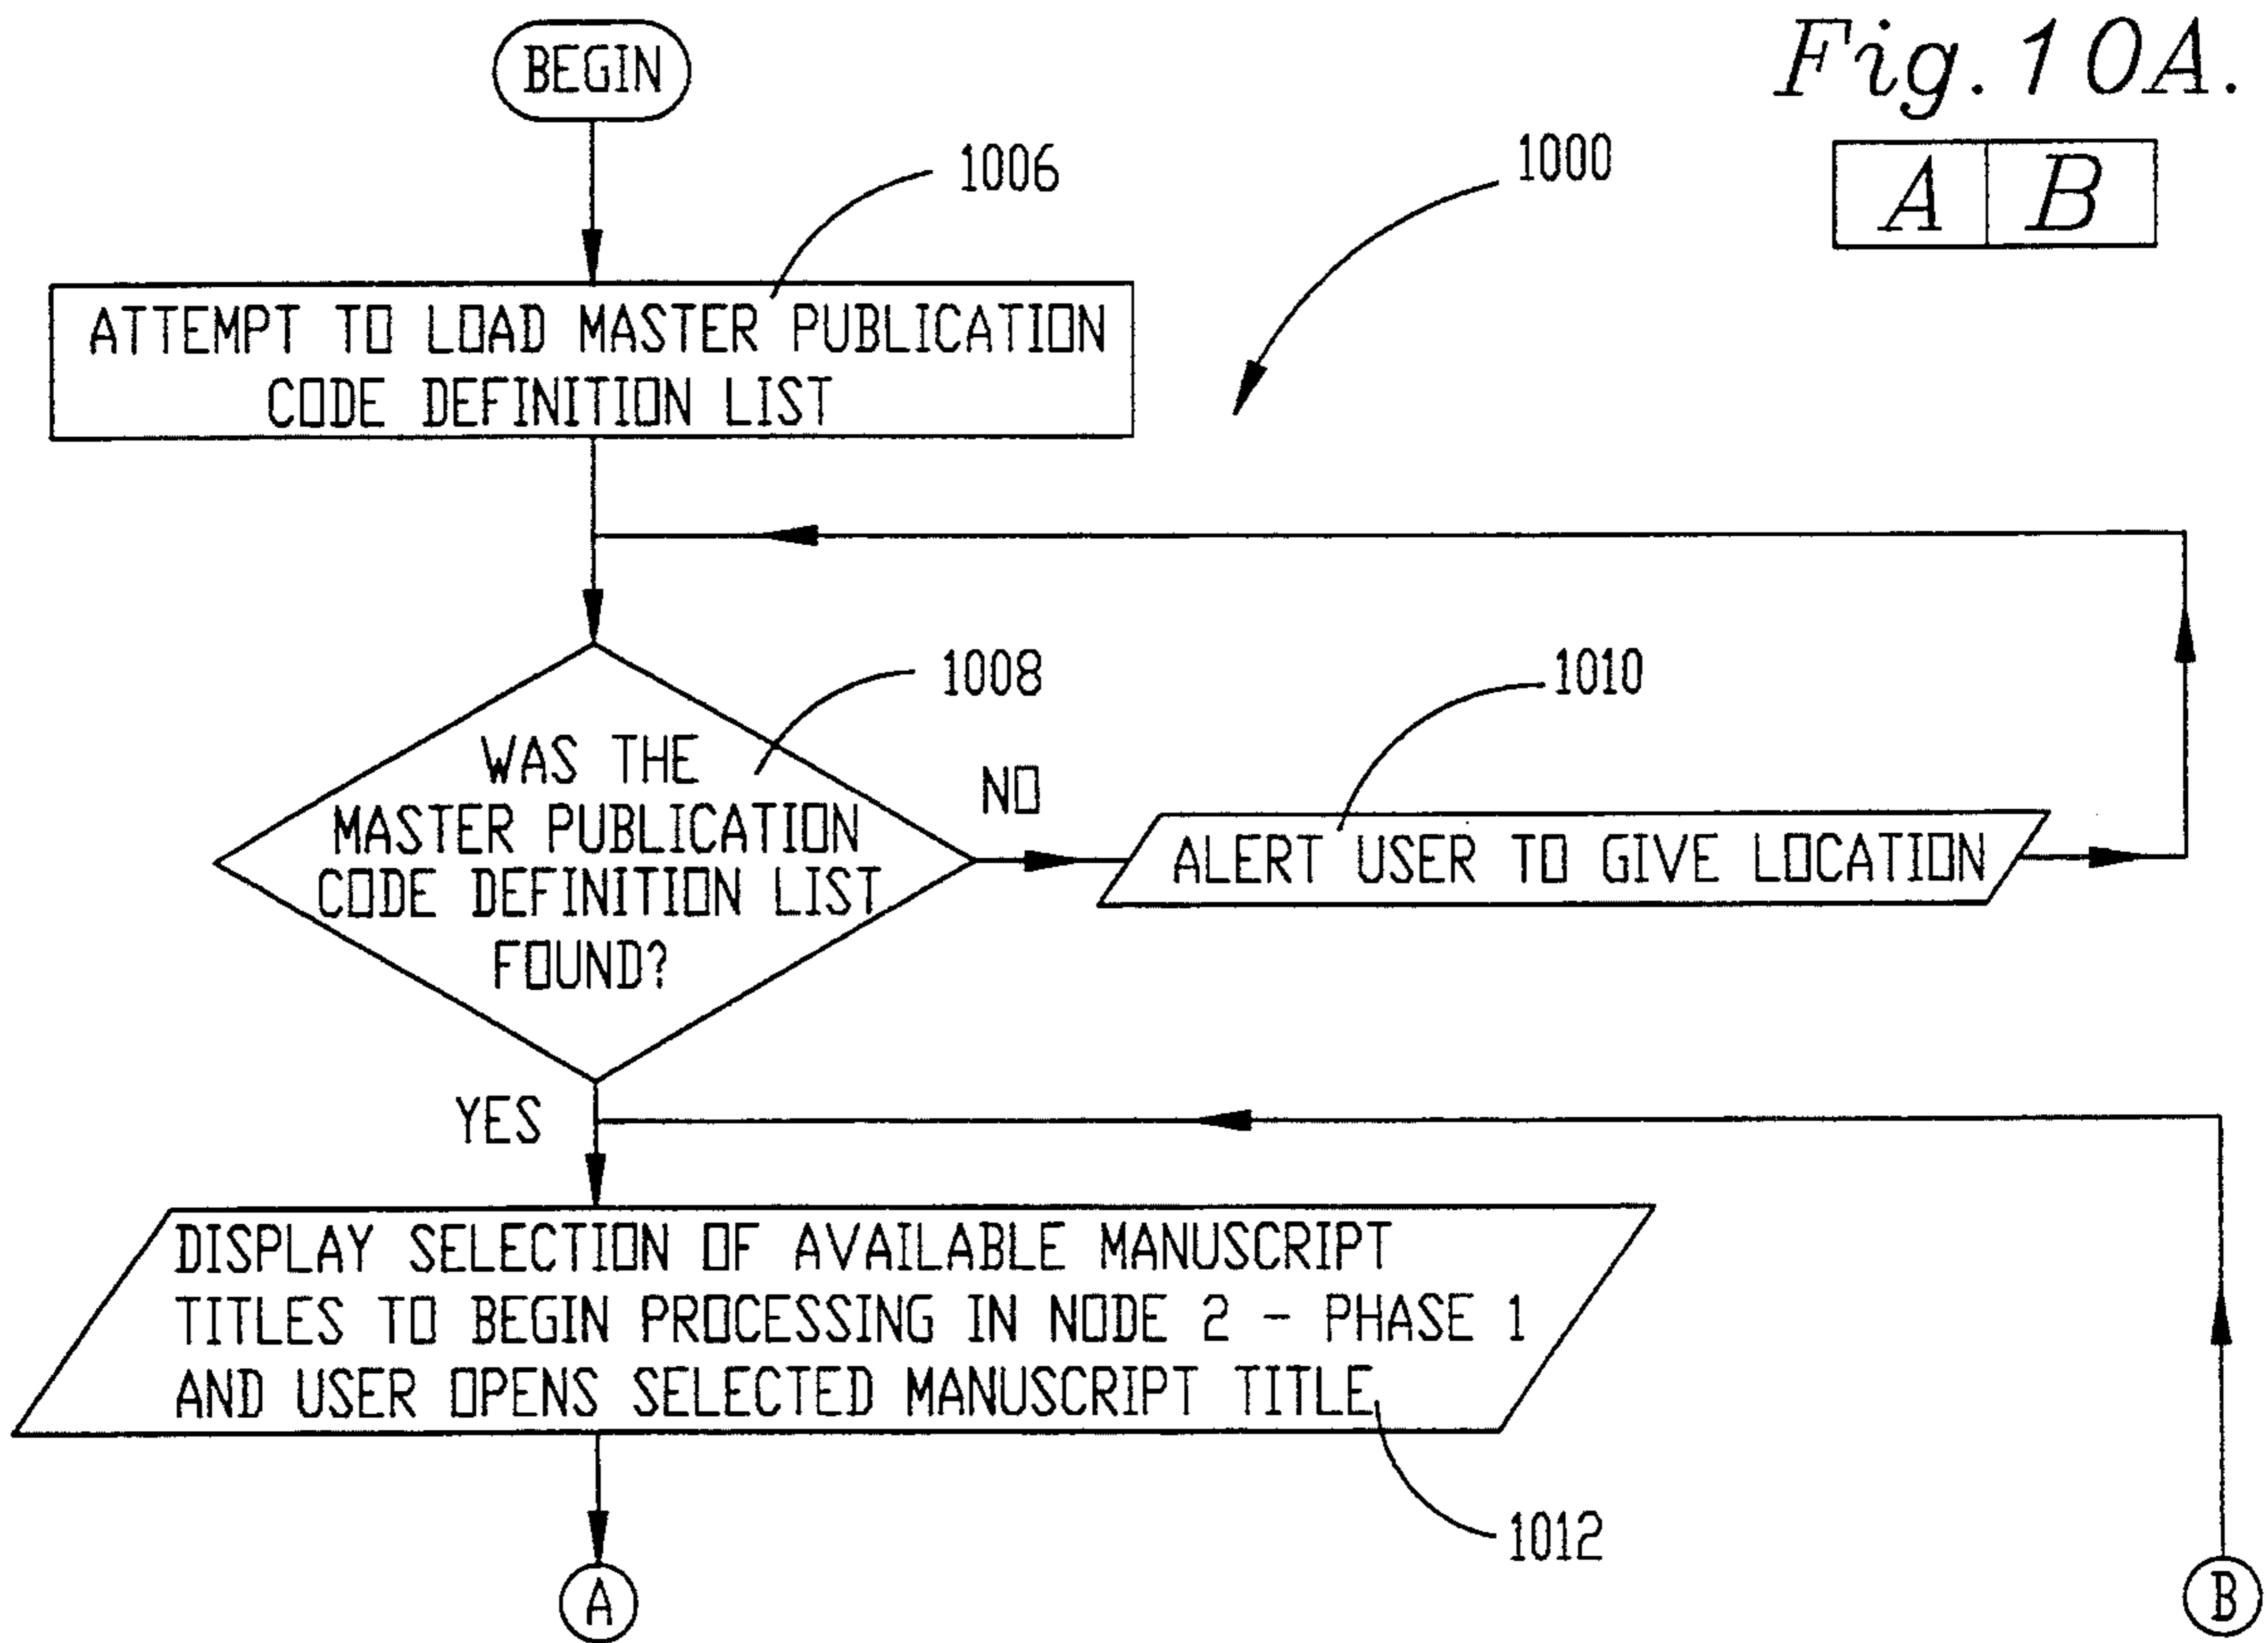 Fig. 10A.
A B
BEGIN
1006
1000
ATTEMPT TO LOAD MASTER PUBLICATION
CODE DEFINITION LIST
1008
1010
WAS THE
MASTER PUBLICATION
CODE DEFINITION LIST
FOUND?
NO
ALERT USER TO GIVE LOCATION
YES
DISPLAY SELECTION OF AVAILABLE MANUSCRIPT
TITLES TO BEGIN PROCESSING IN NODE 2 - PHASE 1
AND USER OPENS SELECTED MANUSCRIPT TITLE
1012
A
B